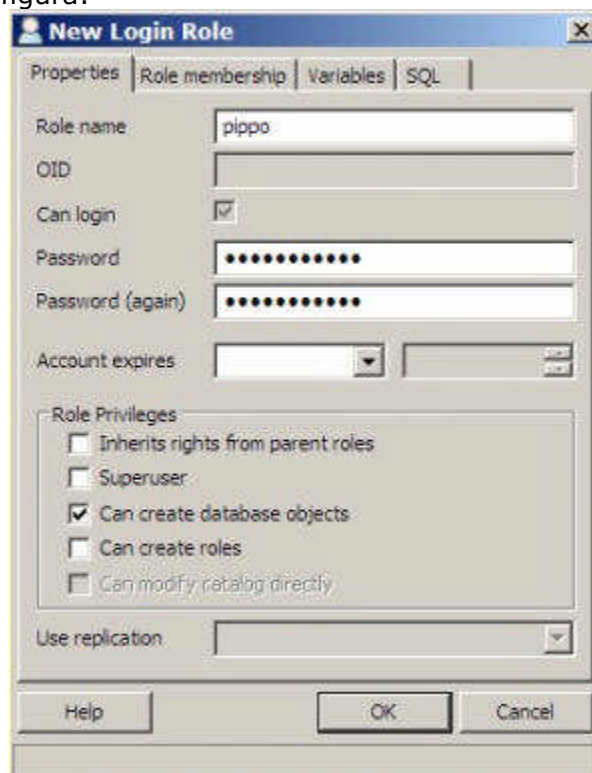 figura:
New Login Role
Properties Role membership Variables SQL
Role name pippo
OID
Can login
Password •••••••••••
Password (again) •••••••••••
Account expires
Role Privileges
Inherits rights from parent roles
Superuser
Can create database objects
Can create roles
Can modify catalog directly
Use replication
Help OK Cancel